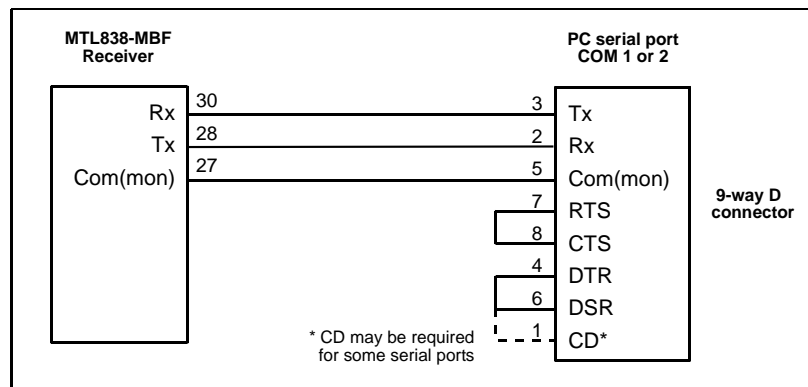 MTL838-MBF
Receiver
PC serial port
COM 1 or 2
Rx 30 3 Tx
Tx 28 2 Rx
Com(mon) 27 5 Com(mon)
7 RTS
8 CTS
4 DTR
6 DSR
1 CD*
9-way D
connector
* CD may be required
for some serial ports